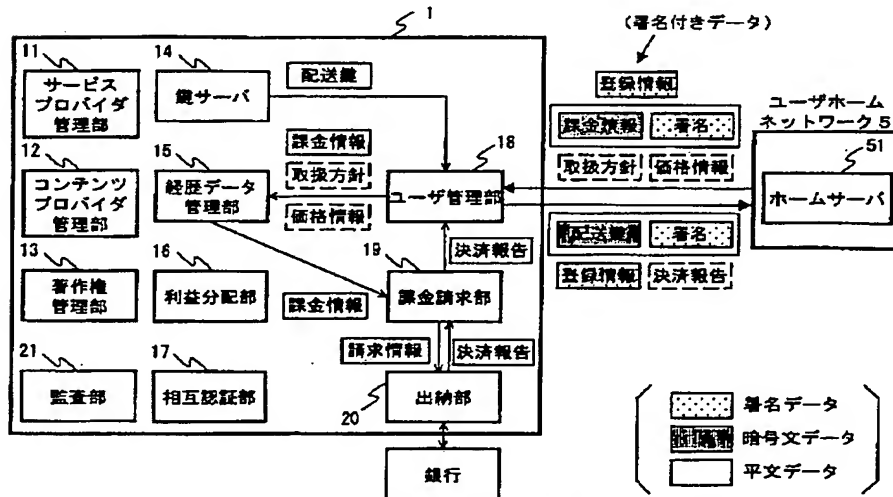 1
(署名付きデータ)
11
サービス
プロバイダ
管理部
14
鍵サーバ
配送鍵
登録情報
課金情報
署名
取扱方針
価格情報
ユーザホーム
ネットワーク5
51
ホームサーバ
12
コンテンツ
プロバイダ
管理部
15
経歴データ
管理部
課金情報
取扱方針
価格情報
18
ユーザ管理部
配送鍵
署名
登録情報
決済報告
13
著作権
管理部
16
利益分配部
課金情報
19
決済報告
課金請求部
請求情報
決済報告
21
監査部
17
相互認証部
20
出納部
銀行
署名データ
暗号文データ
平文データ